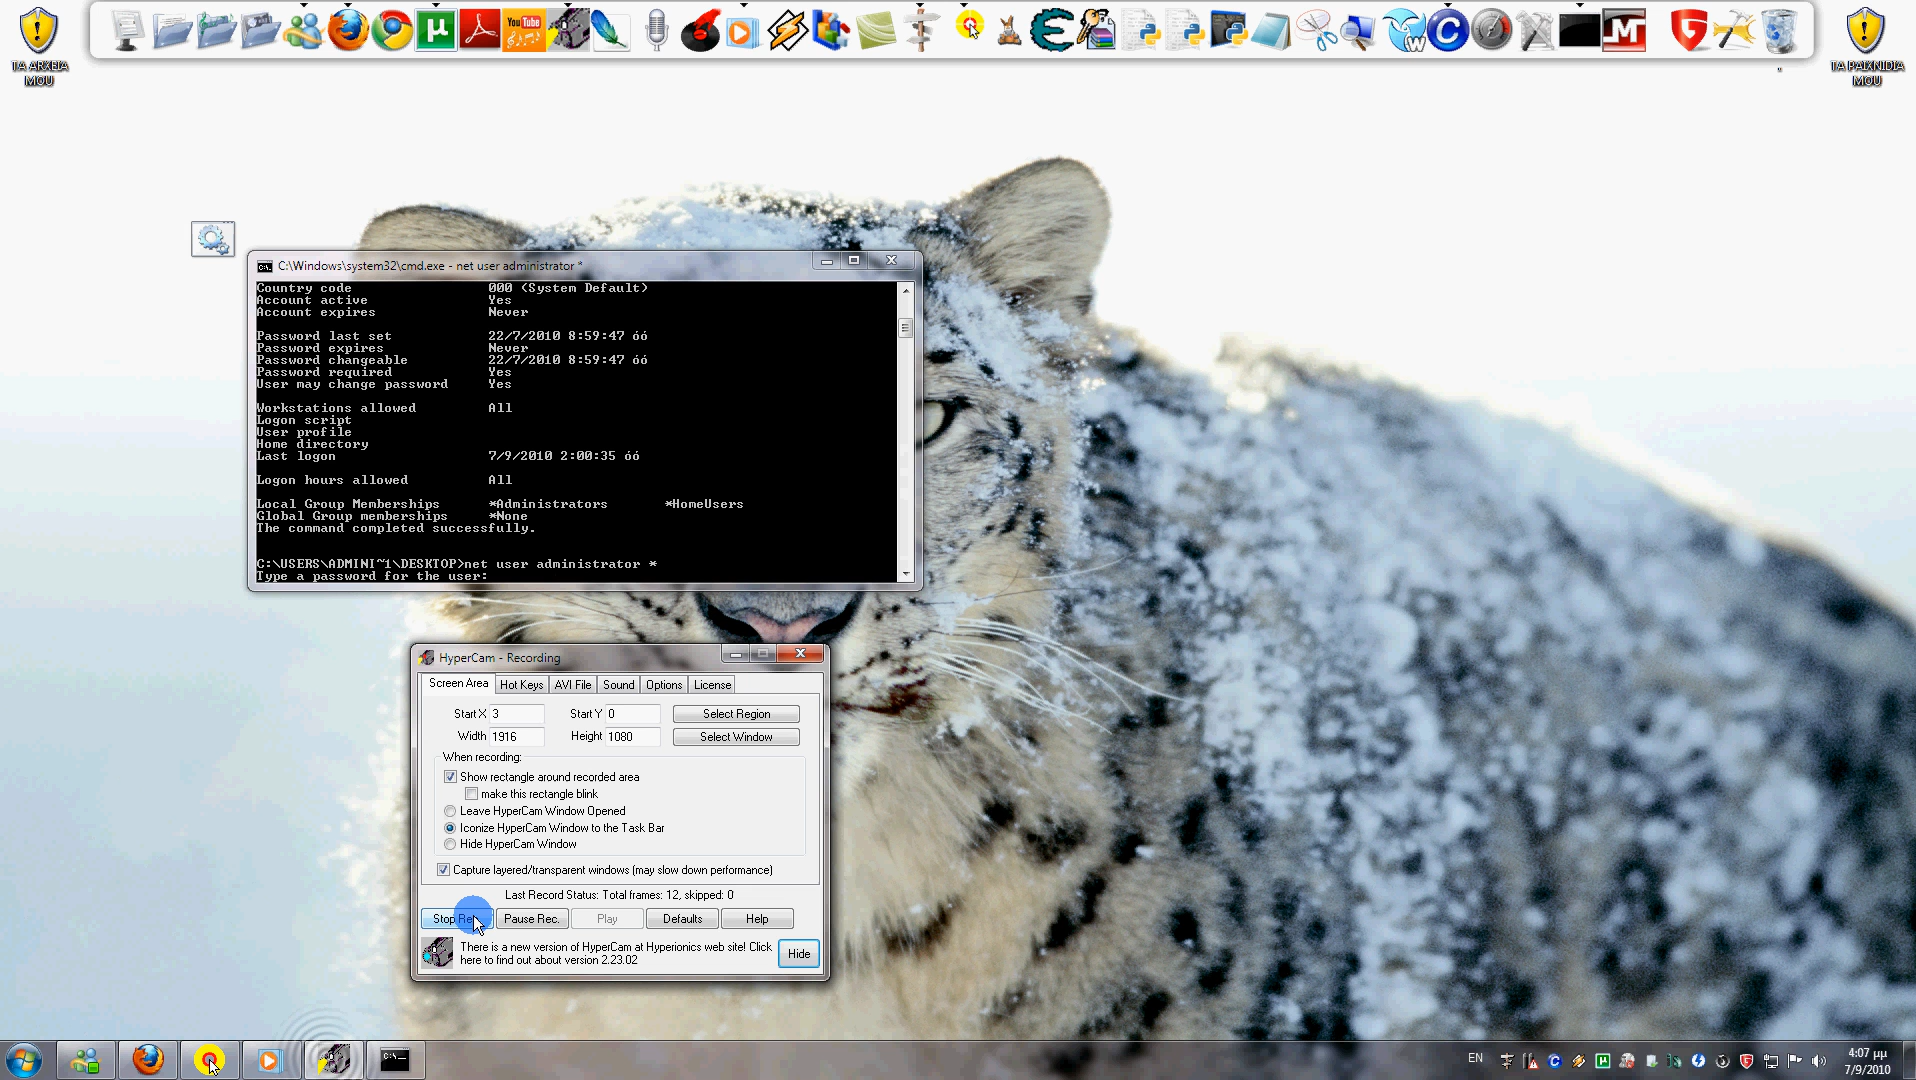 You Tube
TA ARXEIA
MOU
TA PAIXNIDIA
MOU
C:\Windows\system32\cmd.exe - net user administrator *
Country code 000 (System Default)
Account active Yes
Account expires Never
Password last set 22/7/2010 8:59:47 óó
Password expires Never
Password changeable 22/7/2010 8:59:47 óó
Password required Yes
User may change password Yes
Workstations allowed All
Logon script
User profile
Home directory
Last logon 7/9/2010 2:00:35 óó
Logon hours allowed All
Local Group Memberships *Administrators *HomeUsers
Global Group memberships *None
The command completed successfully.
C:\USERS\ADMINI~1\DESKTOP>net user administrator *
Type a password for the user:
HyperCam - Recording
Screen Area Hot Keys AVI File Sound Options License
Start X 3 Start Y 0 Select Region
Width 1916 Height 1080 Select Window
When recording:
Show rectangle around recorded area
make this rectangle blink
Leave HyperCam Window Opened
Iconize HyperCam Window to the Task Bar
Hide HyperCam Window
Capture layered/transparent windows (may slow down performance)
Last Record Status: Total frames: 12, skipped: 0
Stop Rec. Pause Rec. Play Defaults Help
There is a new version of HyperCam at Hyperionics web site! Click
here to find out about version 2.23.02
Hide
EN
4:07 μμ
7/9/2010